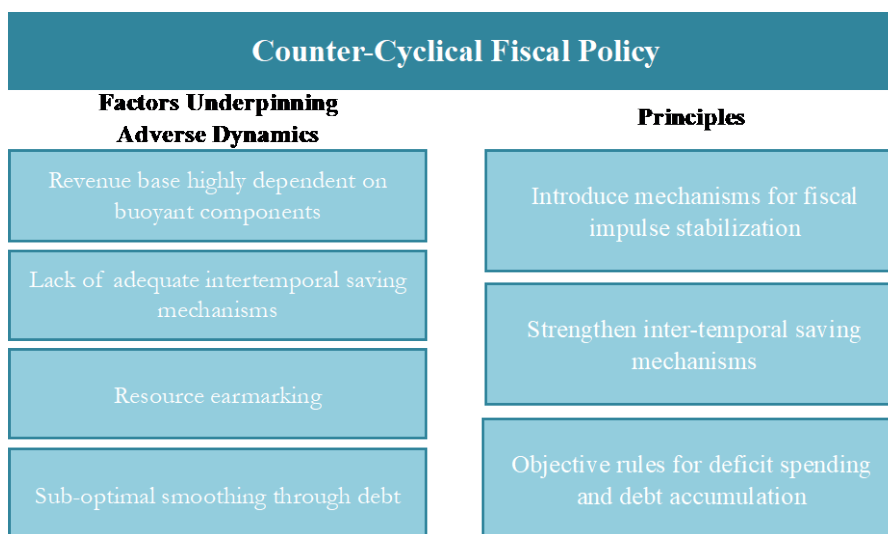 Counter-Cyclical Fiscal Policy
Factors Underpinning
Adverse Dynamics
Revenue base highly dependent on
buoyant components
Lack of adequate intertemporal saving
mechanisms
Resource earmarking
Sub-optimal smoothing through debt
Principles
Introduce mechanisms for fiscal
impulse stabilization
Strengthen inter-temporal saving
mechanisms
Objective rules for deficit spending
and debt accumulation